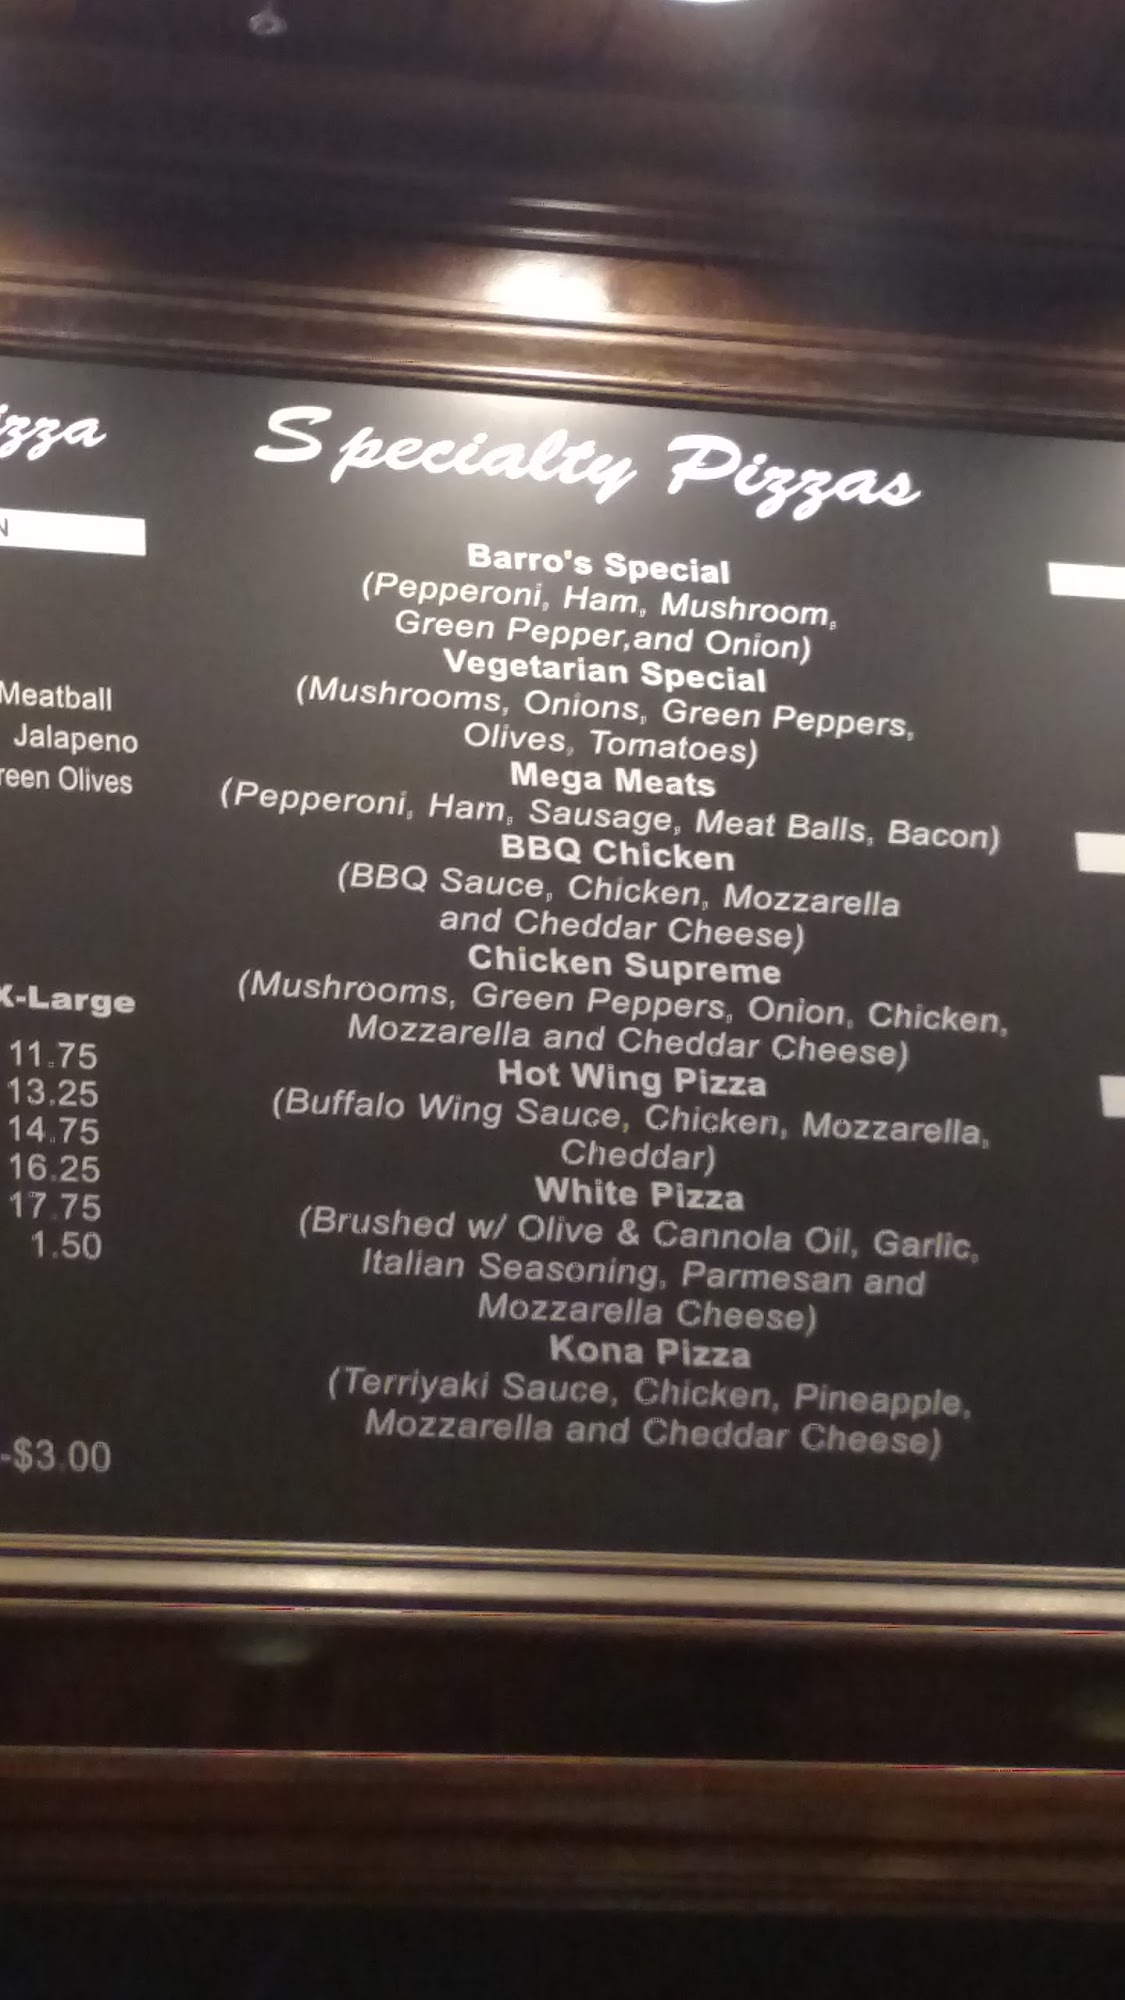 Specialty Pizzas
Barro's Special
(Pepperoni, Ham, Mushroom,
Green Pepper,and Onion)
Vegetarian Special
(Mushrooms, Onions, Green Peppers,
Olives, Tomatoes)
Mega Meats
(Pepperoni, Ham, Sausage, Meat Balls, Bacon)
BBQ Chicken
(BBQ Sauce, Chicken, Mozzarella
and Cheddar Cheese)
Chicken Supreme
(Mushrooms, Green Peppers, Onion, Chicken,
Mozzarella and Cheddar Cheese)
Hot Wing Pizza
(Buffalo Wing Sauce, Chicken, Mozzarella,
Cheddar)
White Pizza
(Brushed w/ Olive & Cannola Oil, Garlic,
Italian Seasoning, Parmesan and
Mozzarella Cheese)
Kona Pizza
(Terriyaki Sauce, Chicken, Pineapple,
Mozzarella and Cheddar Cheese)
izza
N
Meatball
Jalapeno
reen Olives
X-Large
11.75
13.25
14.75
16.25
17.75
1.50
-$3.00